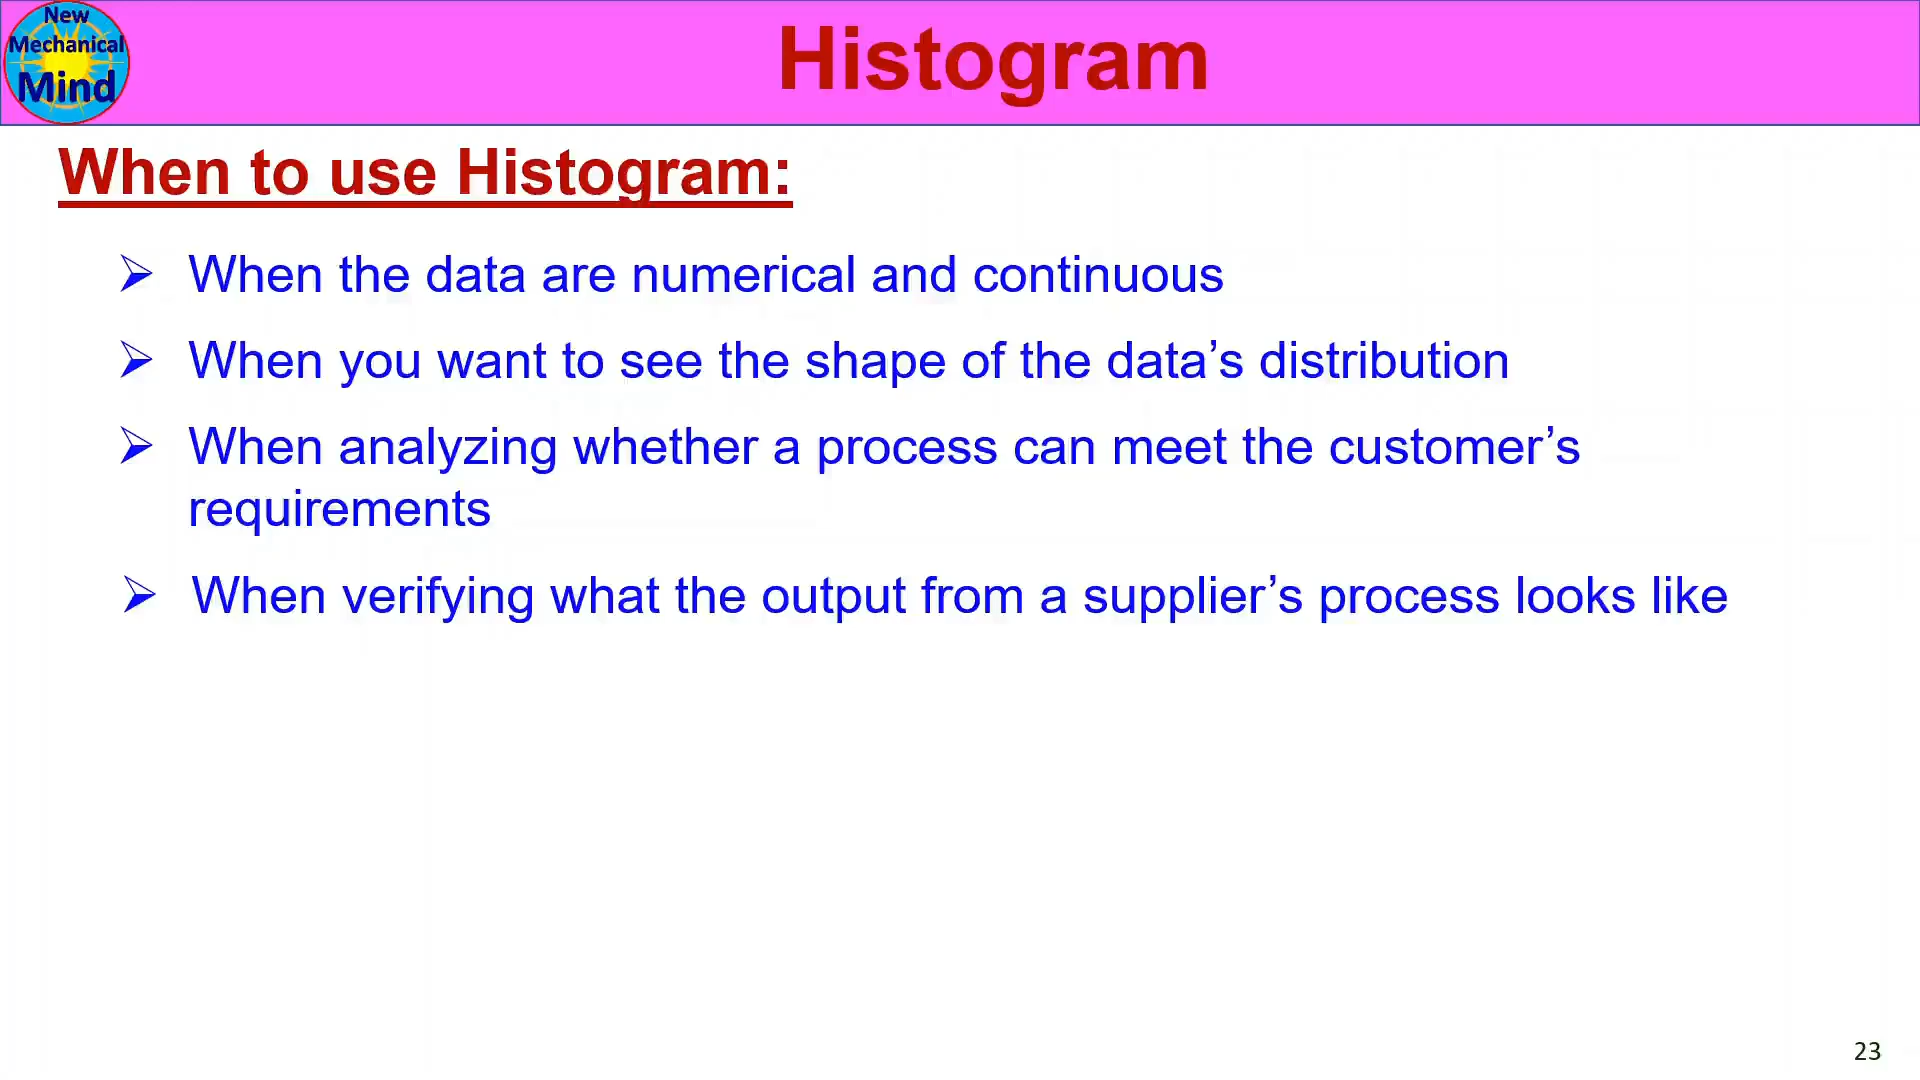 New
Mechanical
Mind
Histogram
When to use Histogram:
➢ When the data are numerical and continuous
➢ When you want to see the shape of the data’s distribution
➢ When analyzing whether a process can meet the customer’s
requirements
➢ When verifying what the output from a supplier’s process looks like
23